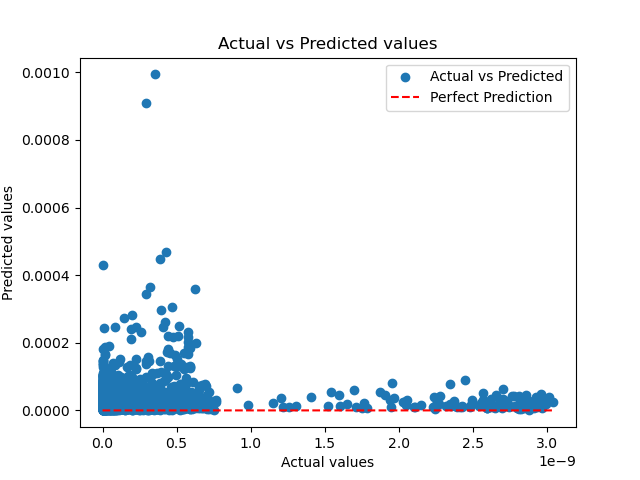 Actual vs Predicted values
0.0010
0.0008
0.0006
0.0004
0.0002
0.0000
Predicted values
Actual vs Predicted
Perfect Prediction
0.0 0.5 1.0 1.5 2.0 2.5 3.0
1e−9
Actual values